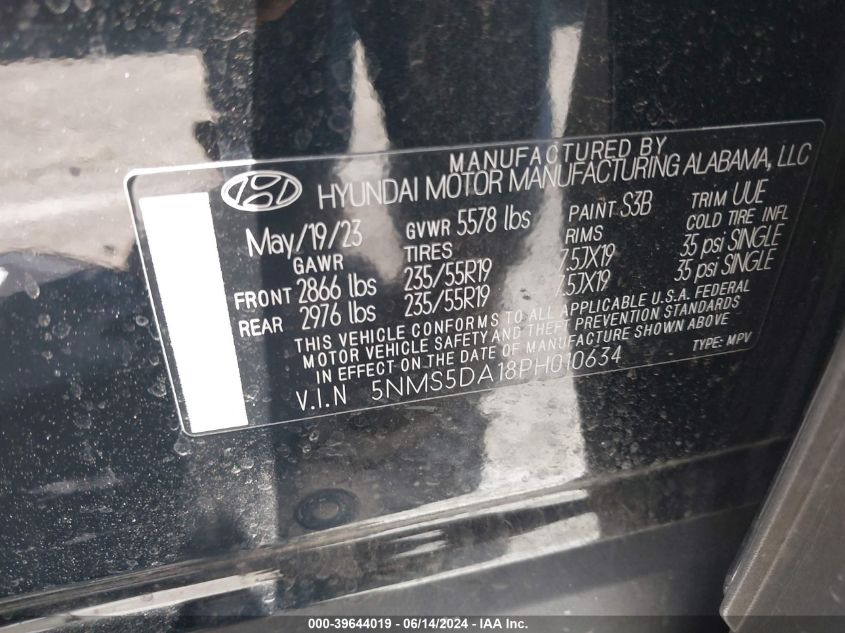 MANUFACTURED BY
HYUNDAI MOTOR MANUFACTURING ALABAMA, LLC
May/19/23 GVWR 5578 lbs PAINT S3B TRIM UUE
GAWR TIRES RIMS COLD TIRE INFL
FRONT 2866 lbs 235/55R19 7.5JX19 35 psi SINGLE
REAR 2976 lbs 235/55R19 7.5JX19 35 psi SINGLE
THIS VEHICLE CONFORMS TO ALL APPLICABLE U.S.A. FEDERAL
MOTOR VEHICLE SAFETY AND THEFT PREVENTION STANDARDS
IN EFFECT ON THE DATE OF MANUFACTURE SHOWN ABOVE
V.I.N 5NMS5DA18PH010634 TYPE: MPV
000-39644019 - 06/14/2024 - IAA Inc.